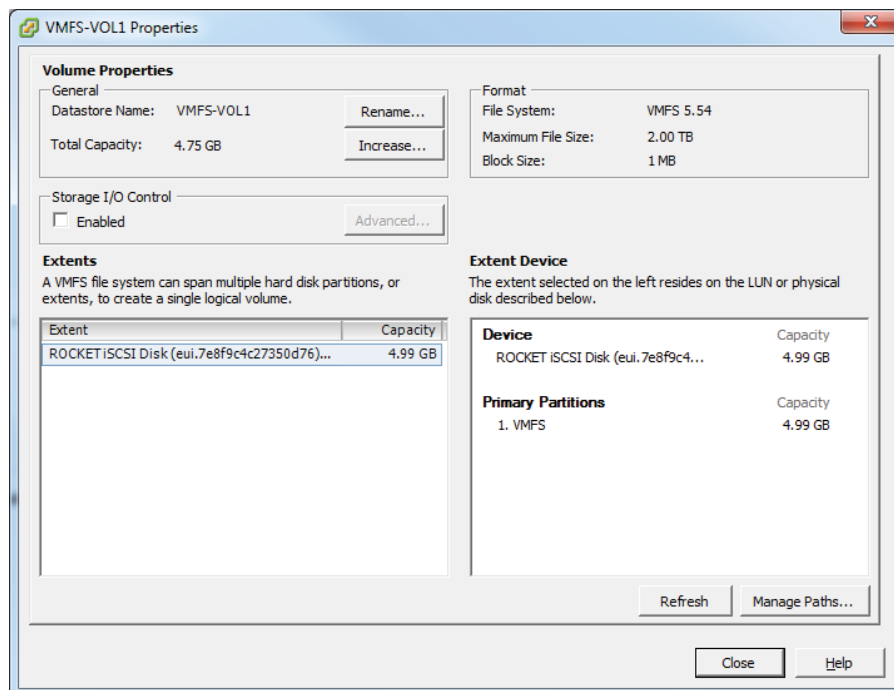 VMFS-VOL1 Properties
Volume Properties
General
Datastore Name: VMFS-VOL1 Rename...
Total Capacity: 4.75 GB Increase...
Format
File System: VMFS 5.54
Maximum File Size: 2.00 TB
Block Size: 1 MB
Storage I/O Control
Enabled Advanced...
Extents
A VMFS file system can span multiple hard disk partitions, or
extents, to create a single logical volume.
Extent Capacity
ROCKET iSCSI Disk (eui.7e8f9c4c27350d76)... 4.99 GB
Extent Device
The extent selected on the left resides on the LUN or physical
disk described below.
Device Capacity
ROCKET iSCSI Disk (eui.7e8f9c4... 4.99 GB
Primary Partitions Capacity
1. VMFS 4.99 GB
Refresh Manage Paths...
Close Help